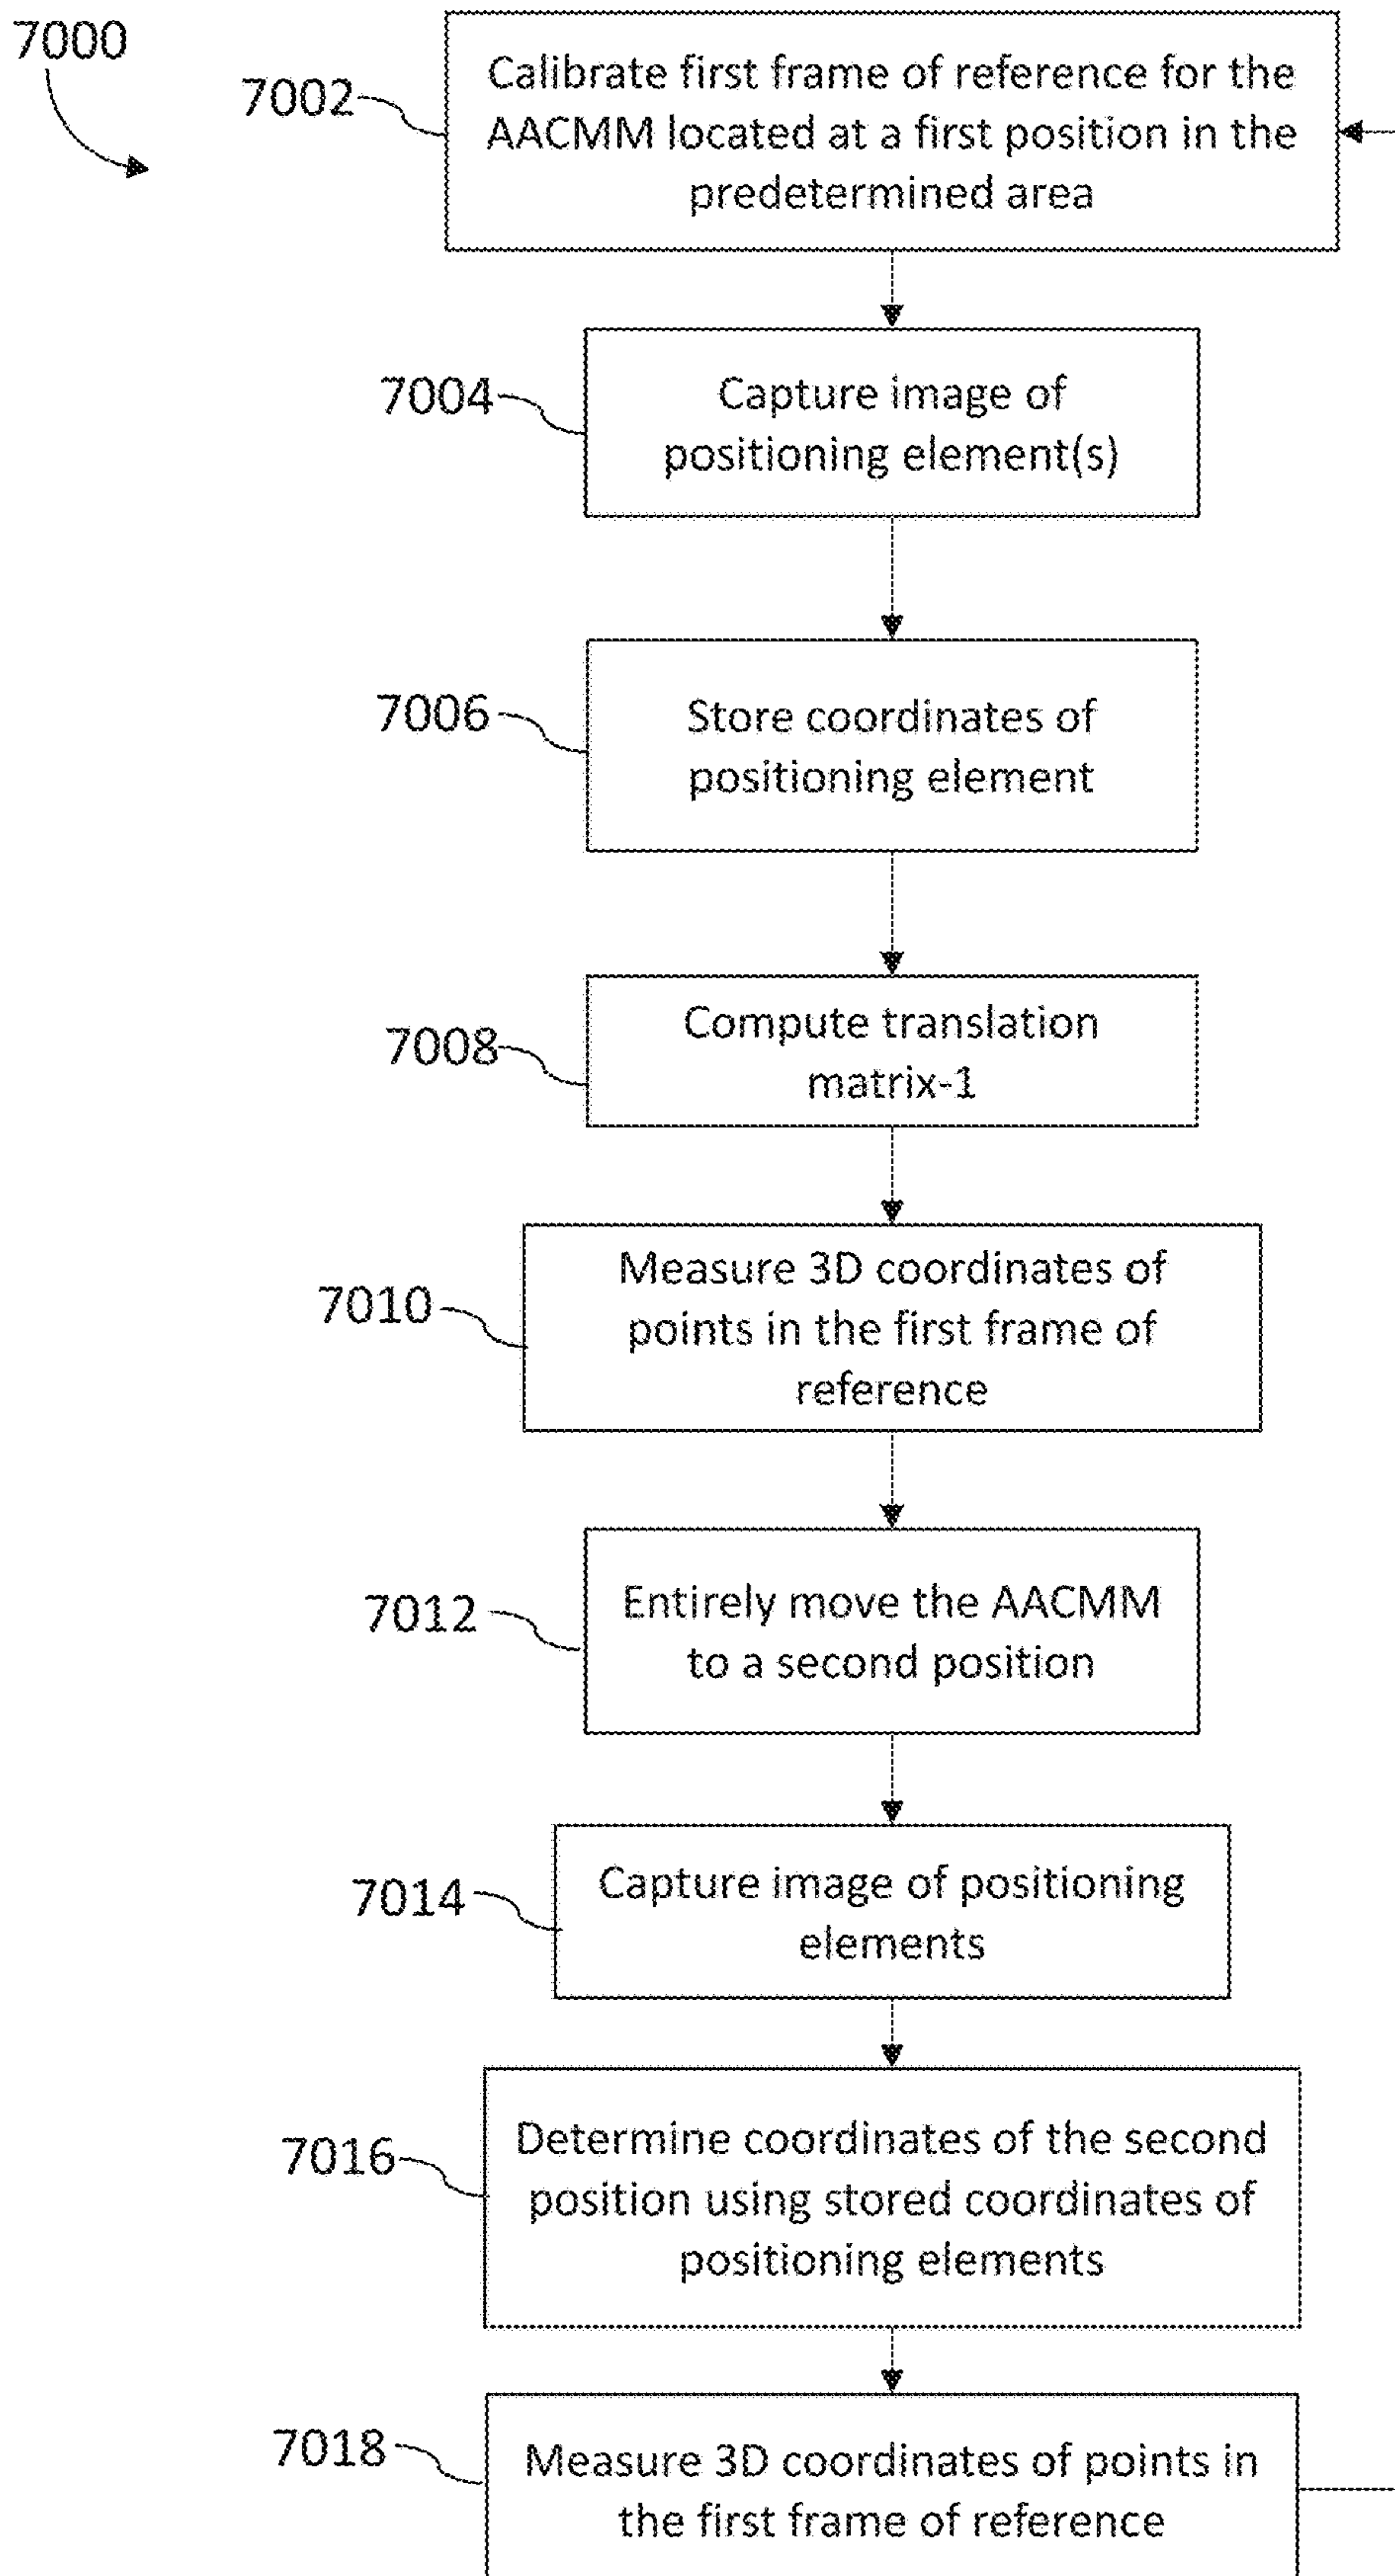 7000
7002
Calibrate first frame of reference for the
AACMM located at a first position in the
predetermined area
7004
Capture image of
positioning element(s)
7006
Store coordinates of
positioning element
7008
Compute translation
matrix-1
7010
Measure 3D coordinates of
points in the first frame of
reference
7012
Entirely move the AACMM
to a second position
7014
Capture image of positioning
elements
7016
Determine coordinates of the second
position using stored coordinates of
positioning elements
7018
Measure 3D coordinates of points in
the first frame of reference